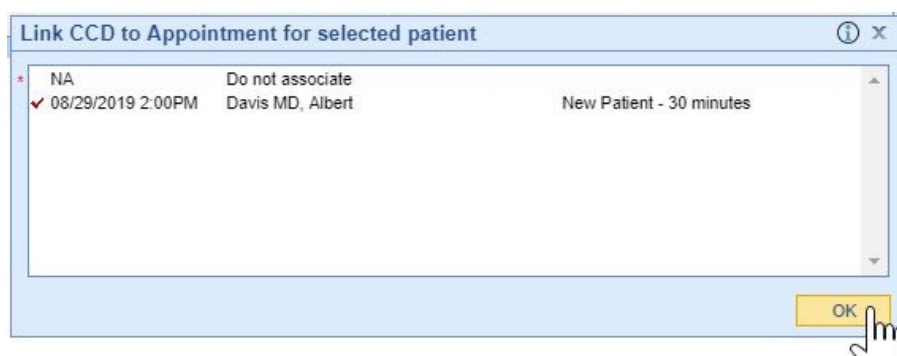 Link CCD to Appointment for selected patient
* NA Do not associate
08/29/2019 2:00PM Davis MD, Albert New Patient - 30 minutes
OK